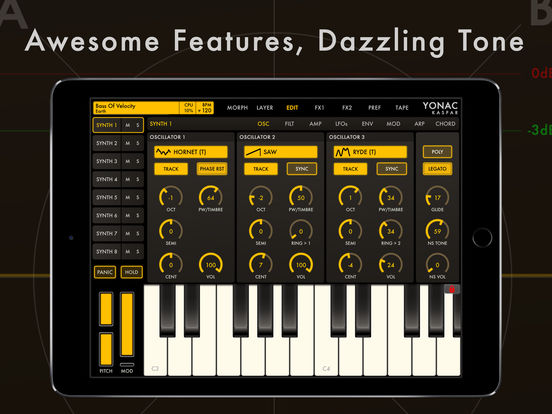 A
B
Awesome Features, Dazzling Tone
0dB
-3dB
Bass Of Velocity
Earth
CPU
10%
BPM
120
MORPH LAYER EDIT FX1 FX2 PREF TAPE
YONAC
KASPAR
SYNTH 1 M S
SYNTH 2 M S
SYNTH 3 M S
SYNTH 4 M S
SYNTH 5 M S
SYNTH 6 M S
SYNTH 7 M S
SYNTH 8 M S
PANIC HOLD
PITCH MOD
SYNTH 1
OSC FILT AMP LFOs ENV MOD ARP CHORD
OSCILLATOR 1
HORNET (T)
TRACK PHASE RST
-1 64
OCT PW/TIMBRE
0
SEMI
0 100
CENT VOL
OSCILLATOR 2
SAW
TRACK SYNC
-2 50
OCT PW/TIMBRE
0 0
SEMI RING > 1
7 100
CENT VOL
OSCILLATOR 3
RYDE (T)
TRACK SYNC
1 34
OCT PW/TIMBRE
0 34
SEMI RING > 2
-4 24
CENT VOL
POLY
LEGATO
17
GLIDE
59
NS TONE
0
NS VOL
C3 C4